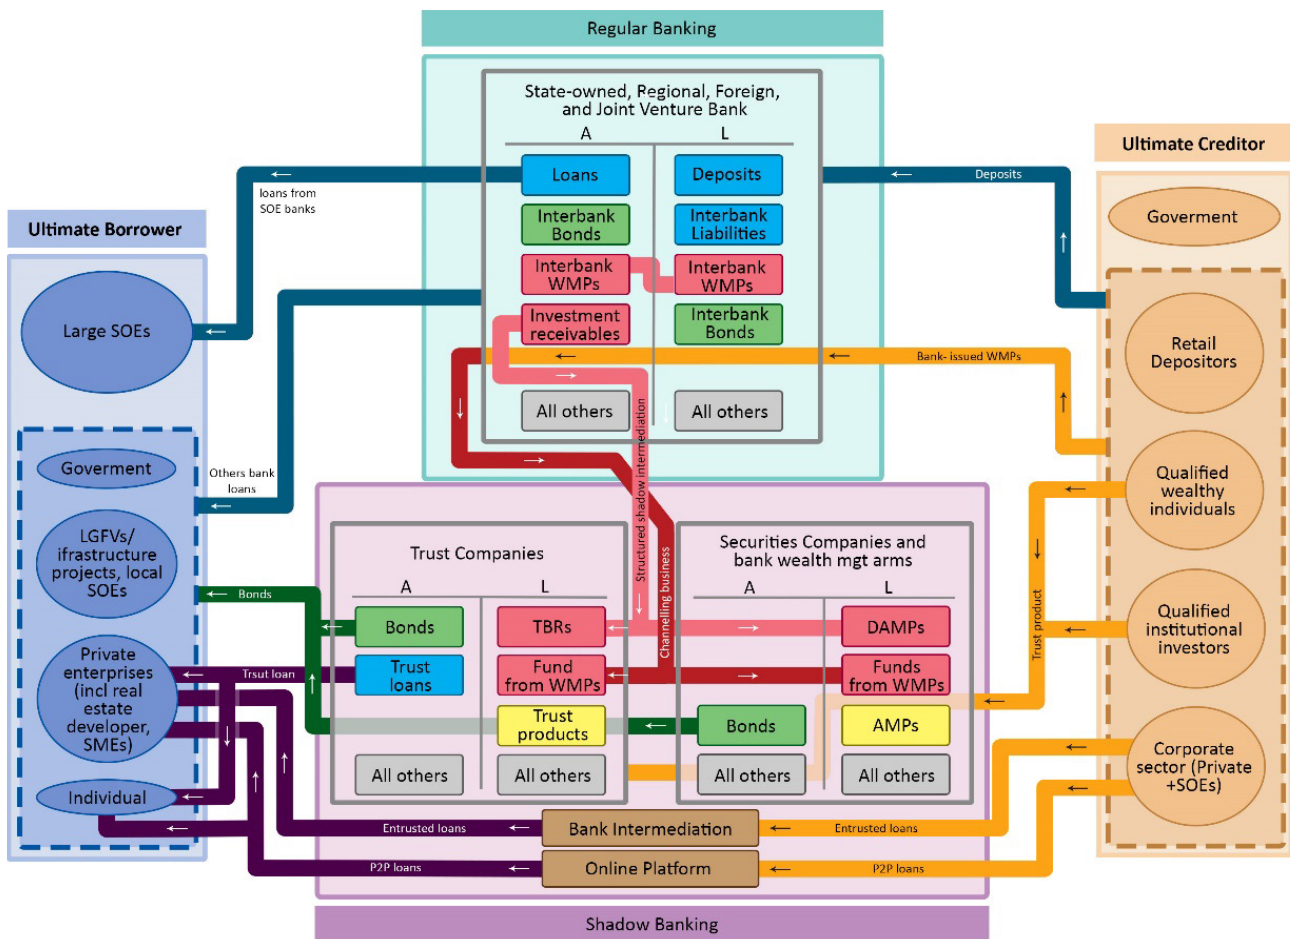 Regular Banking
State-owned, Regional, Foreign,
and Joint Venture Bank
A
L
Loans
Deposits
Interbank
Bonds
Interbank
Liabilities
Interbank
WMPs
Interbank
WMPs
Investment
receivables
Interbank
Bonds
All others
All others
Ultimate Borrower
Large SOEs
Goverment
LGFVs/
ifrastructure
projects, local
SOEs
Private
enterprises
(incl real
estate
developer,
SMEs)
Individual
loans from
SOE banks
Others bank
loans
Bonds
Trsut loan
Ultimate Creditor
Goverment
Retail
Depositors
Qualified
wealthy
individuals
Qualified
institutional
investors
Corporate
sector (Private
+SOEs)
Deposits
Bank- issued WMPs
Trust product
Structured shadow intermediation
Channelling business
Trust Companies
A
L
Bonds
TBRs
Trust
loans
Fund
from WMPs
Trust
products
All others
All others
Securities Companies and
bank wealth mgt arms
A
L
DAMPs
Funds
from WMPs
Bonds
AMPs
All others
All others
Entrusted loans
Bank Intermediation
Entrusted loans
P2P loans
Online Platform
P2P loans
Shadow Banking